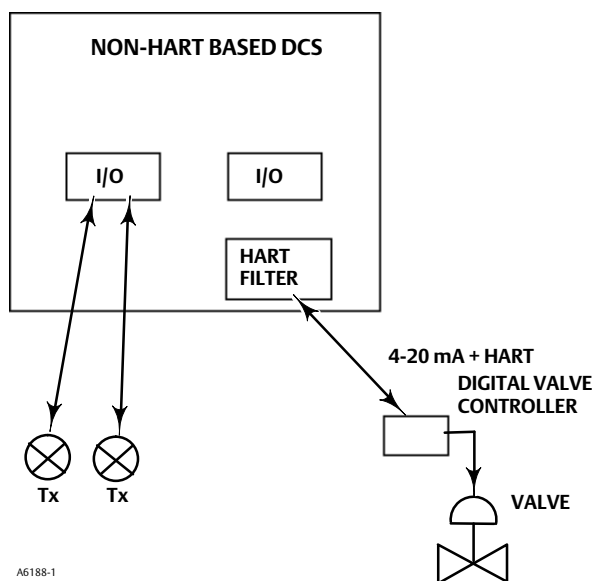 NON-HART BASED DCS
I/O
I/O
HART
FILTER
4-20 mA + HART
DIGITAL VALVE
CONTROLLER
Tx
Tx
VALVE
A6188-1